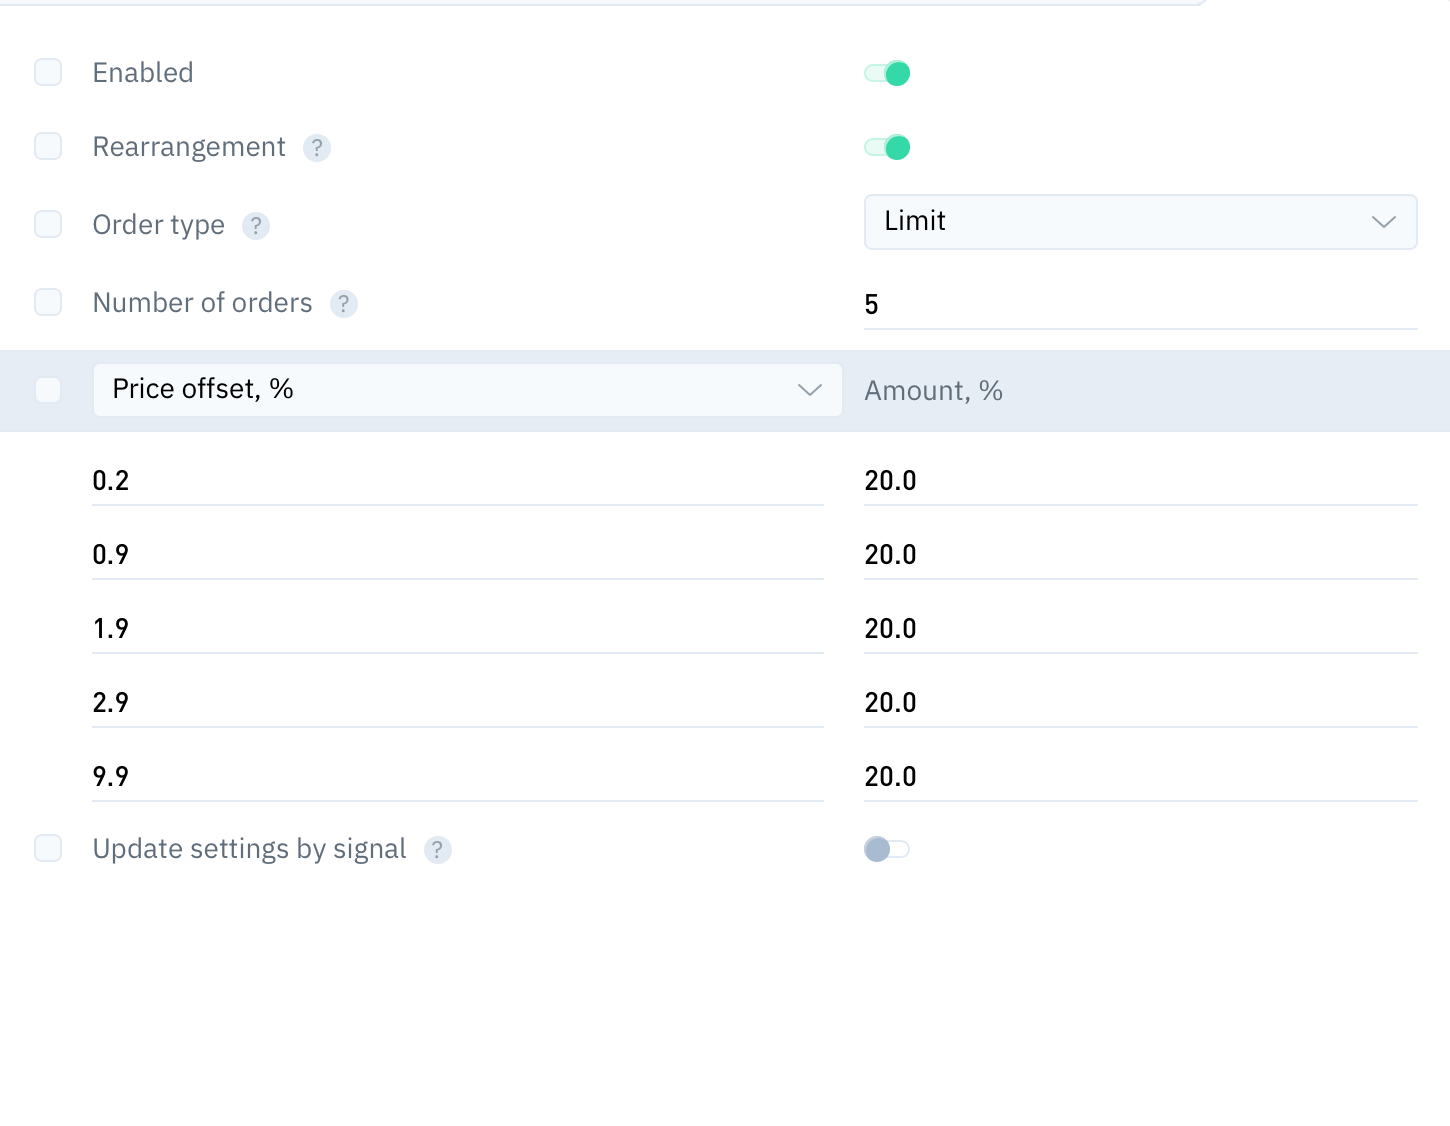 Enabled
Rearrangement ?
Order type ? Limit
Number of orders ? 5
Price offset, % Amount, %
0.2 20.0
0.9 20.0
1.9 20.0
2.9 20.0
9.9 20.0
Update settings by signal ?